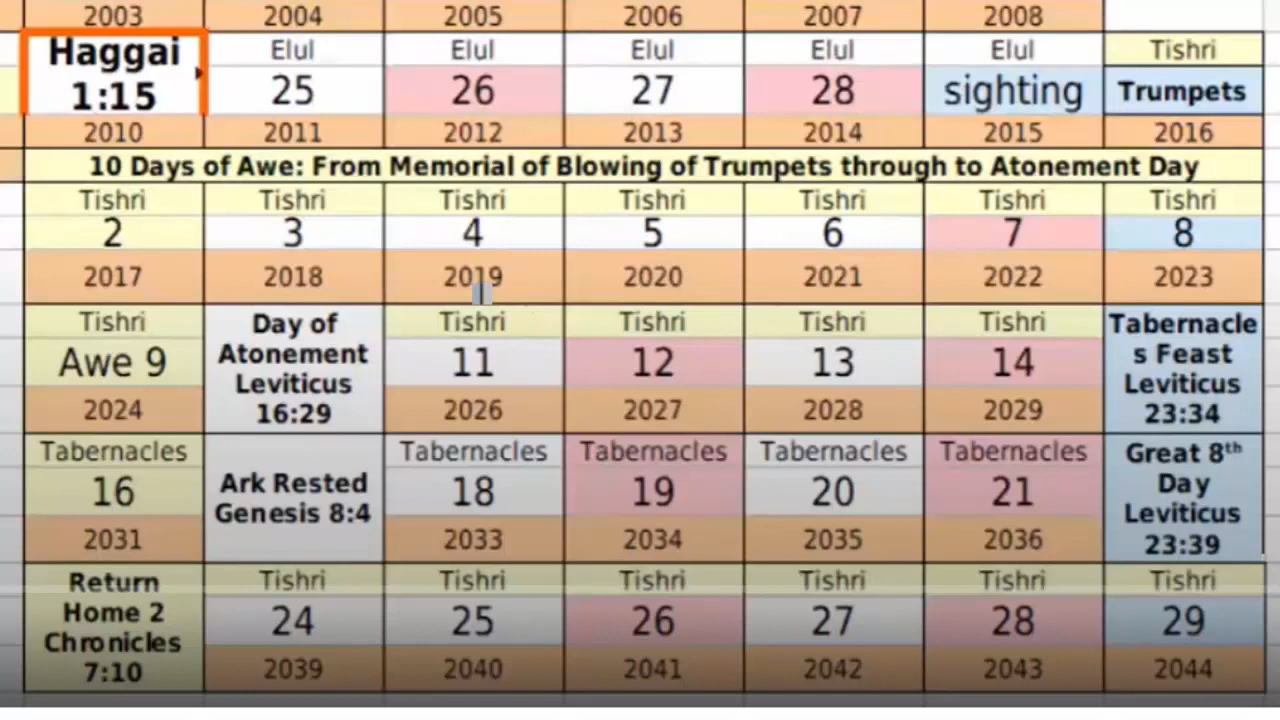 2003 2004 2005 2006 2007 2008
Haggai 1:15 Elul Elul Elul Elul Elul Tishri
25 26 27 28 sighting Trumpets
2010 2011 2012 2013 2014 2015 2016
10 Days of Awe: From Memorial of Blowing of Trumpets through to Atonement Day
Tishri Tishri Tishri Tishri Tishri Tishri Tishri
2 3 4 5 6 7 8
2017 2018 2019 2020 2021 2022 2023
Tishri Day of Tishri Tishri Tishri Tishri Tabernacle
Awe 9 Atonement 11 12 13 14 s Feast
Leviticus Leviticus
2024 16:29 2026 2027 2028 2029 23:34
Tabernacles Tabernacles Tabernacles Tabernacles Tabernacles Great 8th
16 Ark Rested 18 19 20 21 Day
Genesis 8:4 Leviticus
2031 2033 2034 2035 2036 23:39
Return Tishri Tishri Tishri Tishri Tishri Tishri
Home 2 24 25 26 27 28 29
Chronicles
7:10 2039 2040 2041 2042 2043 2044